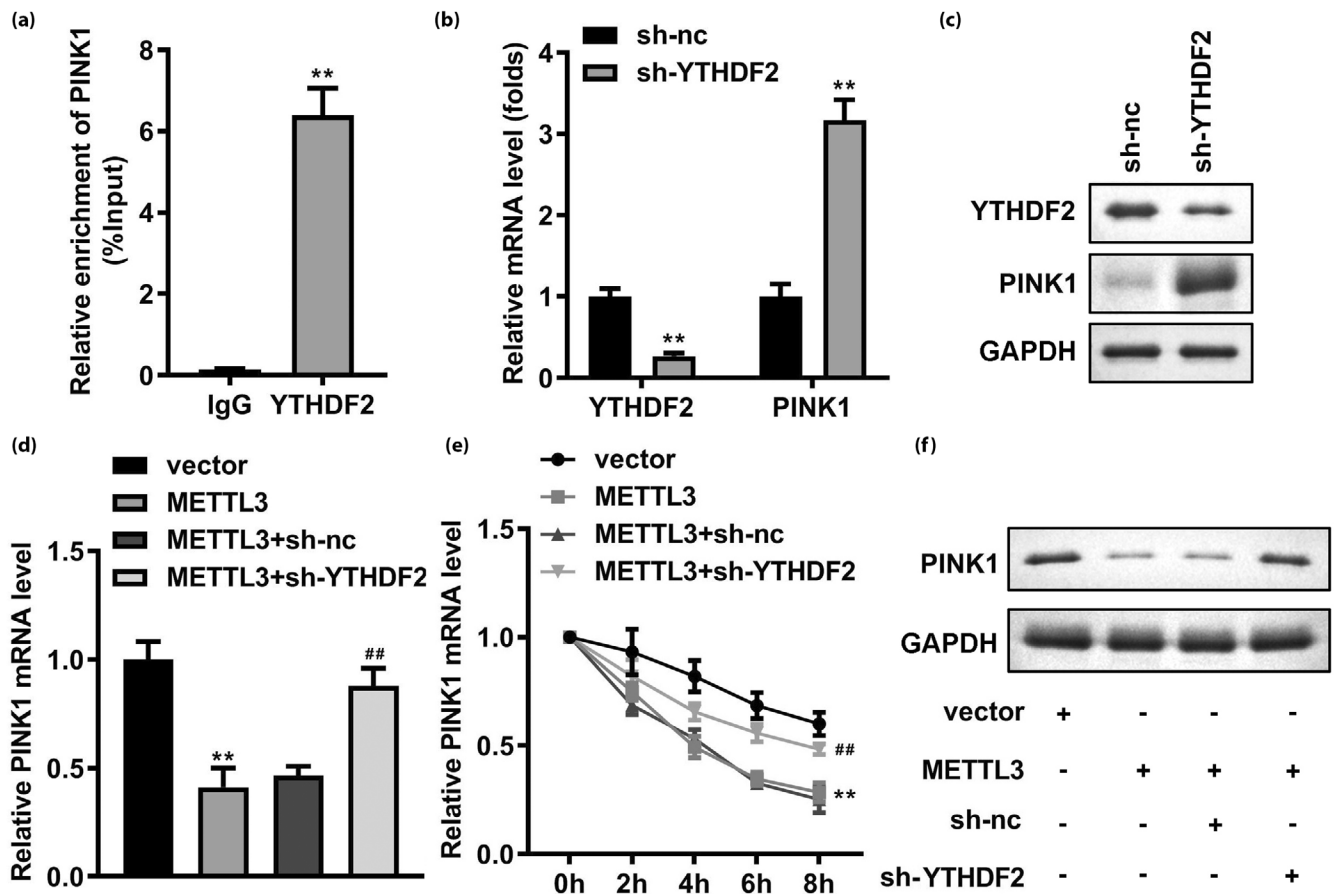 (a)
Relative enrichment of PINK1
(%Input)
8
6
4
2
0
**
IgG YTHDF2
(b)
sh-nc
sh-YTHDF2
Relative mRNA level (folds)
4
3
2
1
0
**
**
YTHDF2 PINK1
(c)
sh-nc
sh-YTHDF2
YTHDF2
PINK1
GAPDH
(d)
vector
METTL3
METTL3+sh-nc
METTL3+sh-YTHDF2
Relative PINK1 mRNA level
1.5
1.0
0.5
0.0
**
##
(e)
vector
METTL3
METTL3+sh-nc
METTL3+sh-YTHDF2
Relative PINK1 mRNA level
1.5
1.0
0.5
0.0
##
**
0h 2h 4h 6h 8h
(f)
PINK1
GAPDH
vector + - - -
METTL3 - + + +
sh-nc - - + -
sh-YTHDF2 - - - +